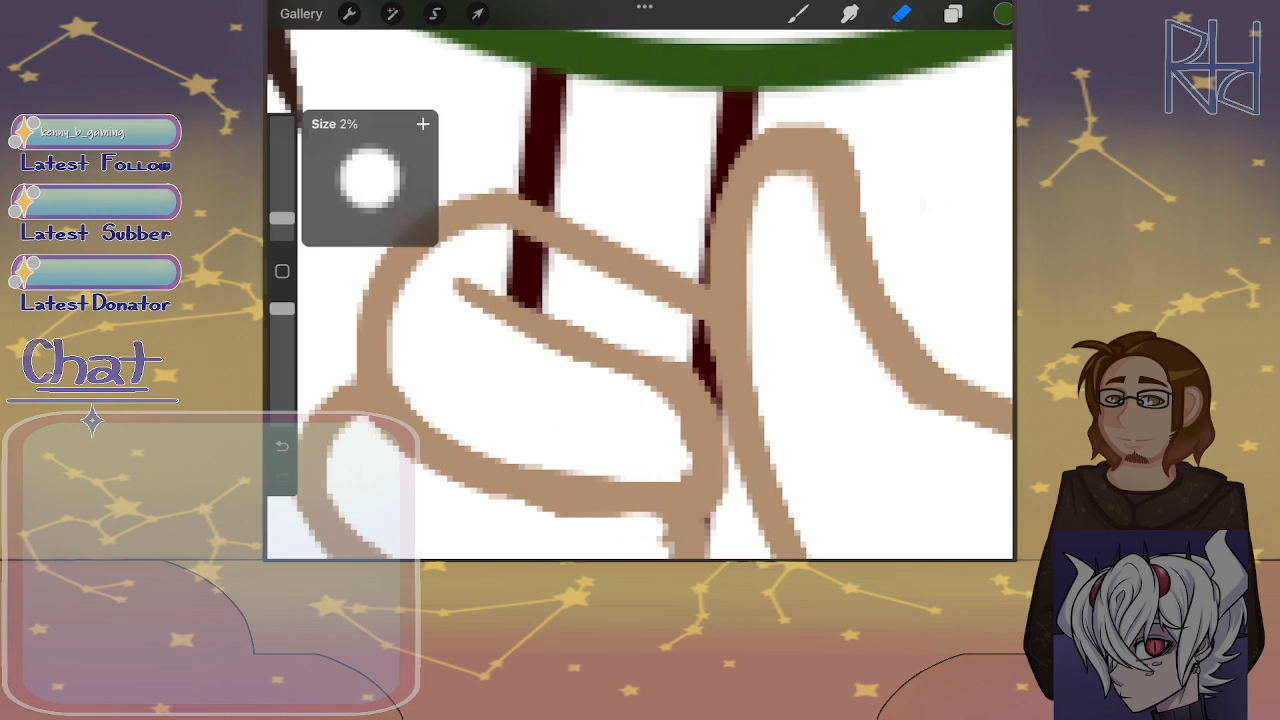 Gallery
Size 2%
kenny_b_gaming
Latest Follow
Latest Subber
Latest Donator
Chat